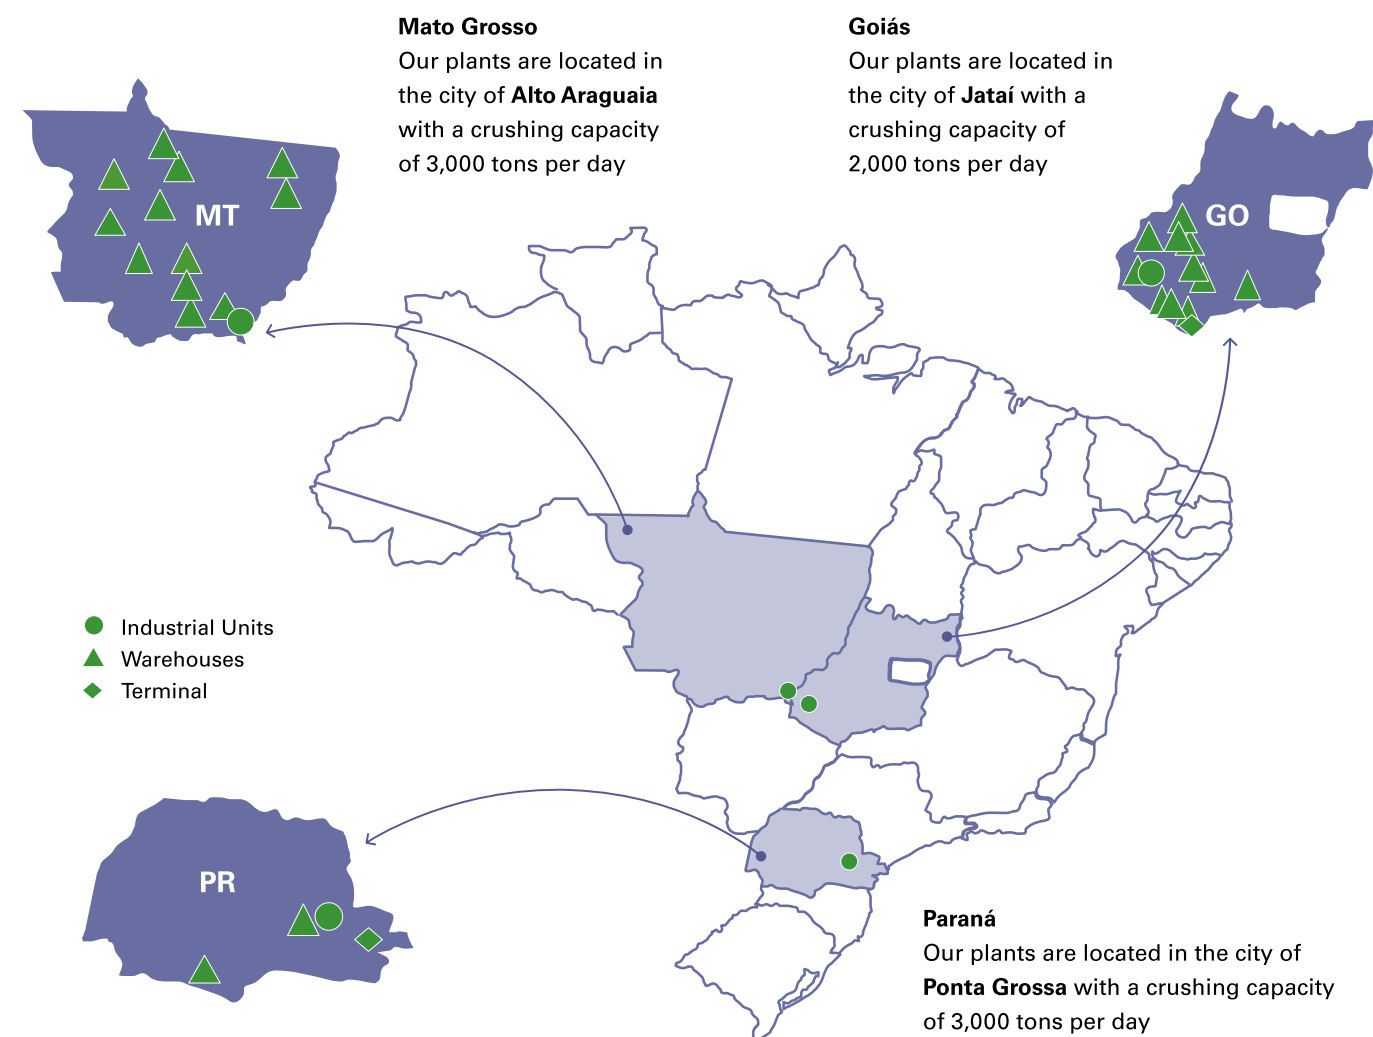 Mato Grosso
Our plants are located in
the city of Alto Araguaia
with a crushing capacity
of 3,000 tons per day
Goiás
Our plants are located in
the city of Jataí with a
crushing capacity of
2,000 tons per day
MT
GO
Industrial Units
Warehouses
Terminal
PR
Paraná
Our plants are located in the city of
Ponta Grossa with a crushing capacity
of 3,000 tons per day